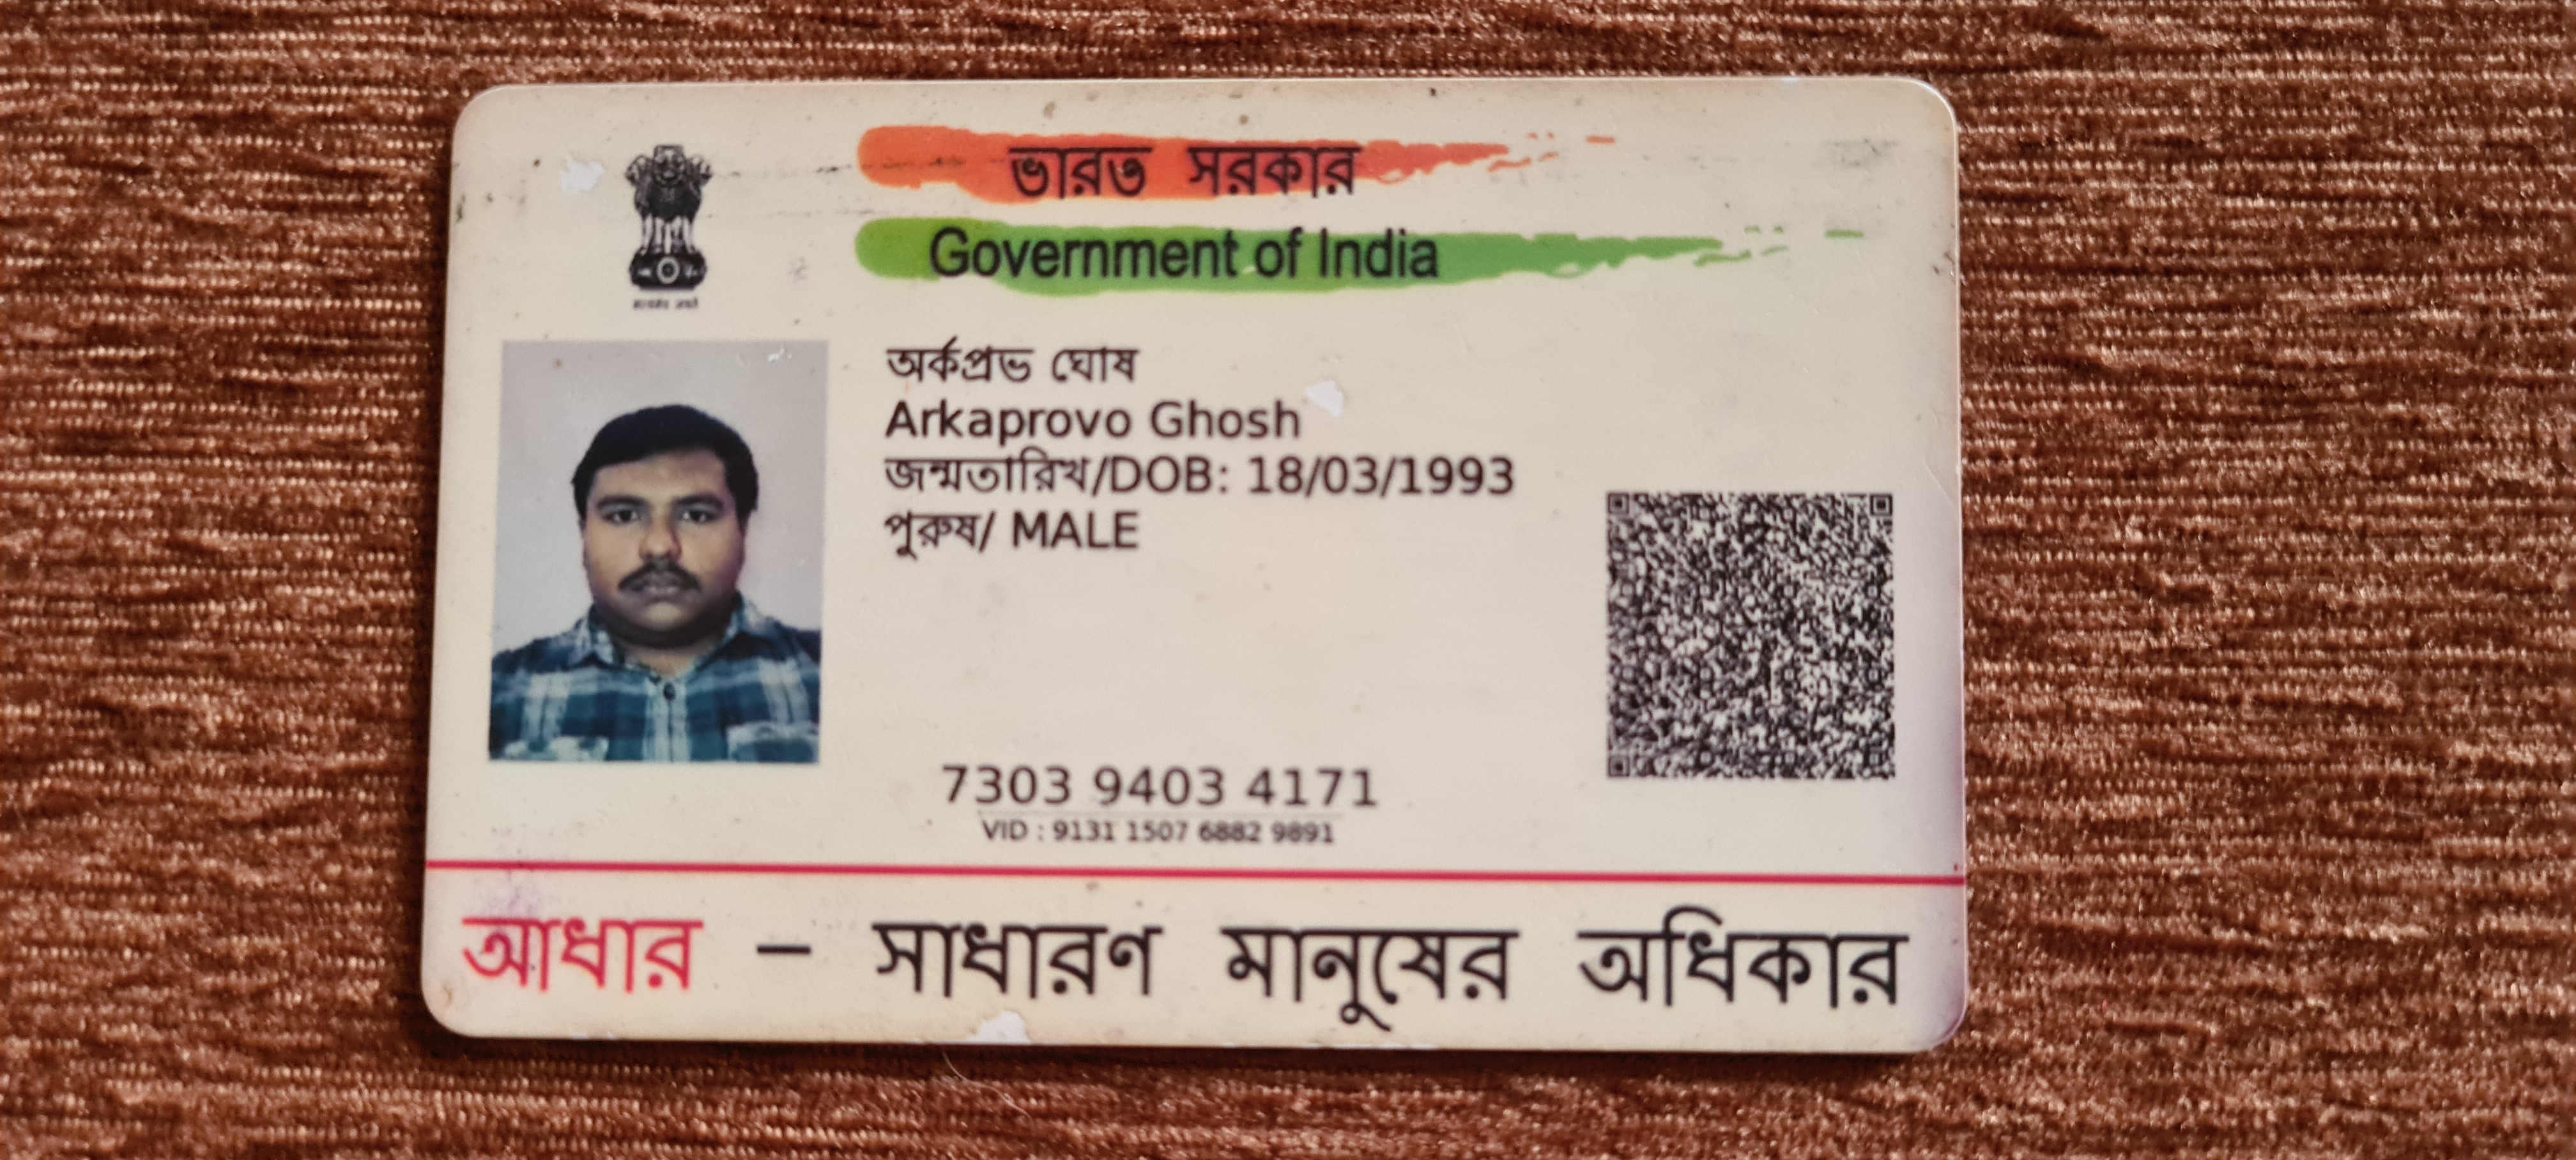 ভারত সরকার
Government of India
অর্কপ্রভ ঘোষ
Arkaprovo Ghosh
জন্মতারিখ/DOB: 18/03/1993
পুরুষ/ MALE
7303 9403 4171
VID : 9131 1507 6882 9891
আধার - সাধারণ মানুষের অধিকার